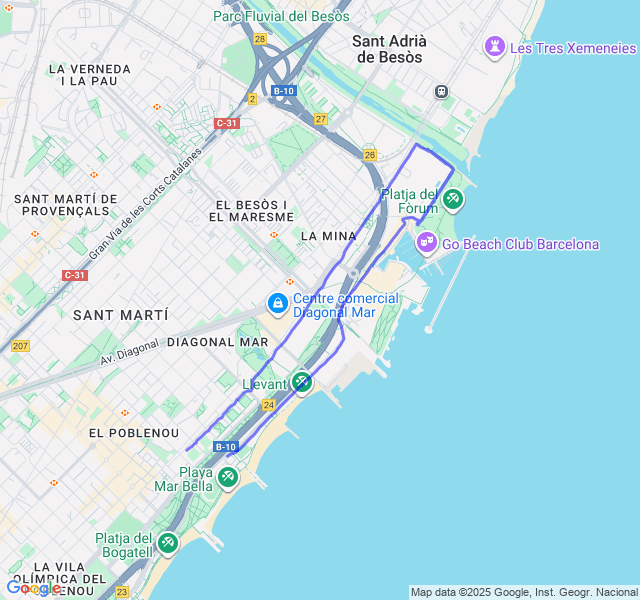 Parc Fluvial del Besòs
28
Sant Adrià
de Besòs
Les Tres Xemeneies
LA VERNEDA
I LA PAU
B-10
2
C-31
27
26
Gran Via de les Corts Catalanes
SANT MARTÍ DE
PROVENÇALS
EL BESÒS I
EL MARESME
Platja del
Fòrum
LA MINA
Go Beach Club Barcelona
C-31
Centre comercial
Diagonal Mar
SANT MARTÍ
207
Av. Diagonal
DIAGONAL MAR
Llevant
24
EL POBLENOU
B-10
Playa
Mar Bella
Platja del
Bogatell
LA VILA
OLÍMPICA DEL
POBLENOU
23
Google
Map data ©2025 Google, Inst. Geogr. Nacional